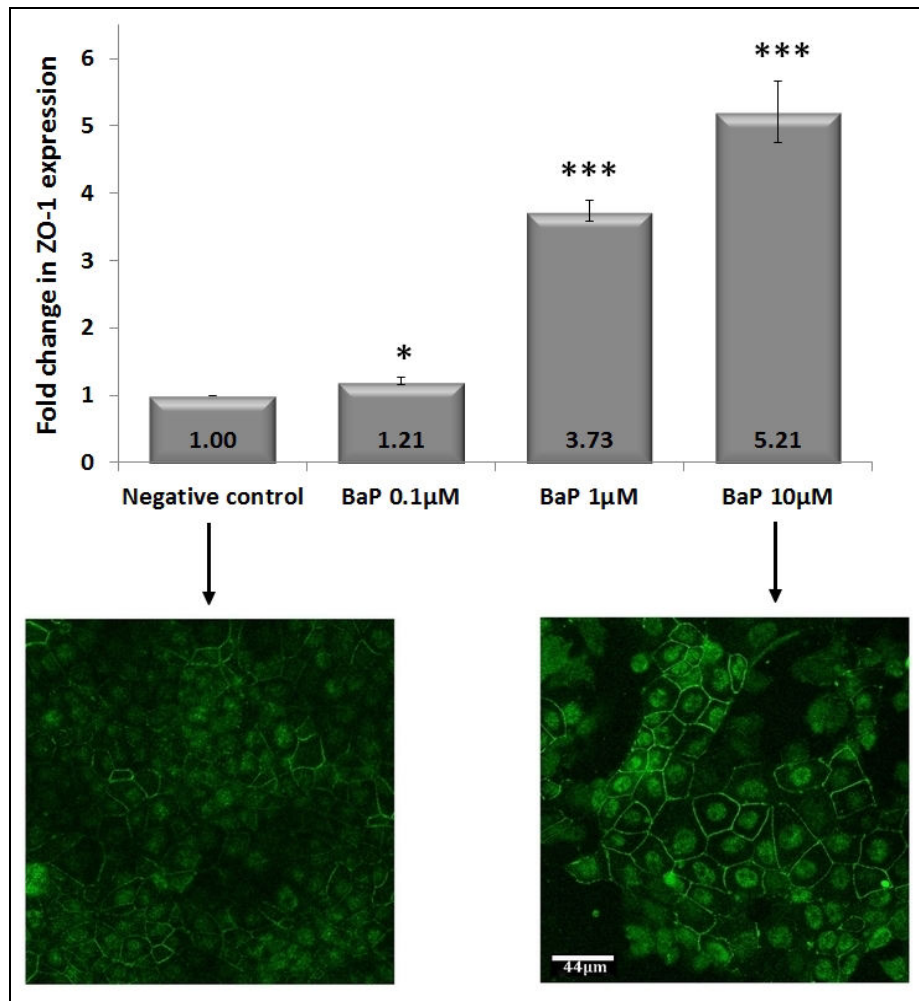 Fold change in ZO-1 expression
6
5
4
3
2
1
0
***
***
*
1.00
1.21
3.73
5.21
Negative control
BaP 0.1µM
BaP 1µM
BaP 10µM
44µm